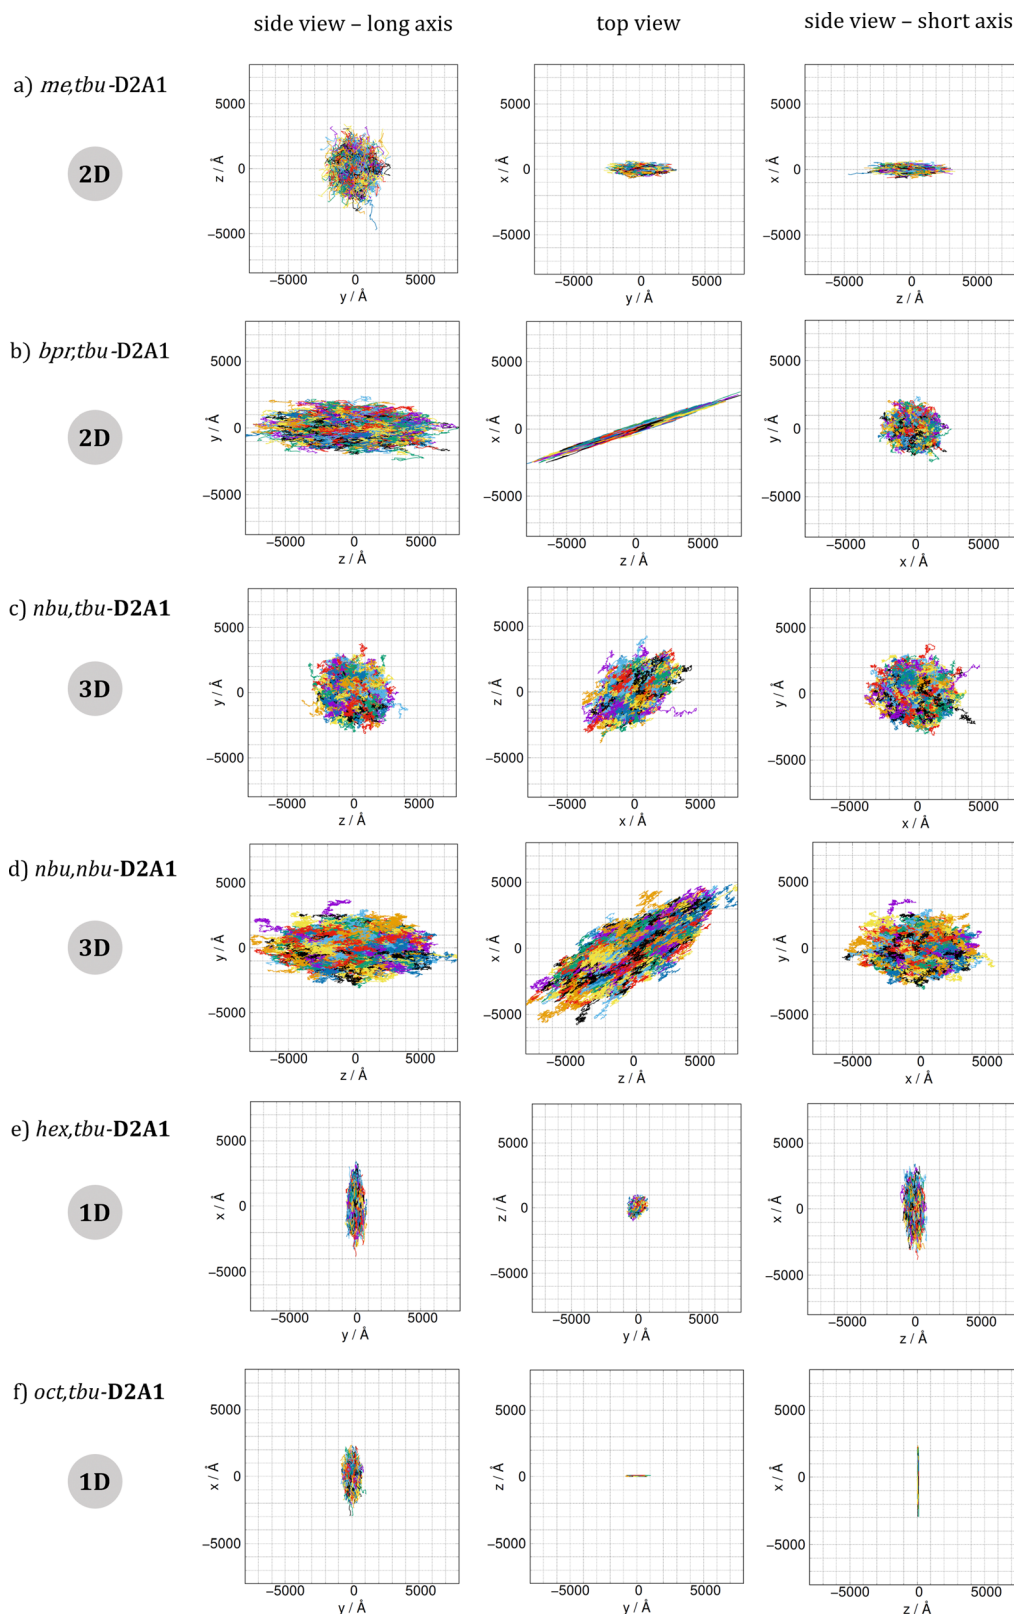 side view – long axis
top view
side view – short axis
a) me,tbu-D2A1
2D
5000
0
−5000
z / Å
−5000
0
5000
y / Å
5000
0
−5000
x / Å
−5000
0
5000
y / Å
5000
0
−5000
x / Å
−5000
0
5000
z / Å
b) bpr,tbu-D2A1
2D
5000
0
−5000
y / Å
−5000
0
5000
z / Å
5000
0
−5000
x / Å
−5000
0
5000
z / Å
5000
0
−5000
y / Å
−5000
0
5000
x / Å
c) nbu,tbu-D2A1
3D
5000
0
−5000
y / Å
−5000
0
5000
z / Å
5000
0
−5000
z / Å
−5000
0
5000
x / Å
5000
0
−5000
y / Å
−5000
0
5000
x / Å
d) nbu,nbu-D2A1
3D
5000
0
−5000
y / Å
−5000
0
5000
z / Å
5000
0
−5000
x / Å
−5000
0
5000
z / Å
5000
0
−5000
y / Å
−5000
0
5000
x / Å
e) hex,tbu-D2A1
1D
5000
0
−5000
x / Å
−5000
0
5000
y / Å
5000
0
−5000
z / Å
−5000
0
5000
y / Å
5000
0
−5000
x / Å
−5000
0
5000
z / Å
f) oct,tbu-D2A1
1D
5000
0
−5000
x / Å
−5000
0
5000
y / Å
5000
0
−5000
z / Å
−5000
0
5000
y / Å
5000
0
−5000
x / Å
−5000
0
5000
z / Å